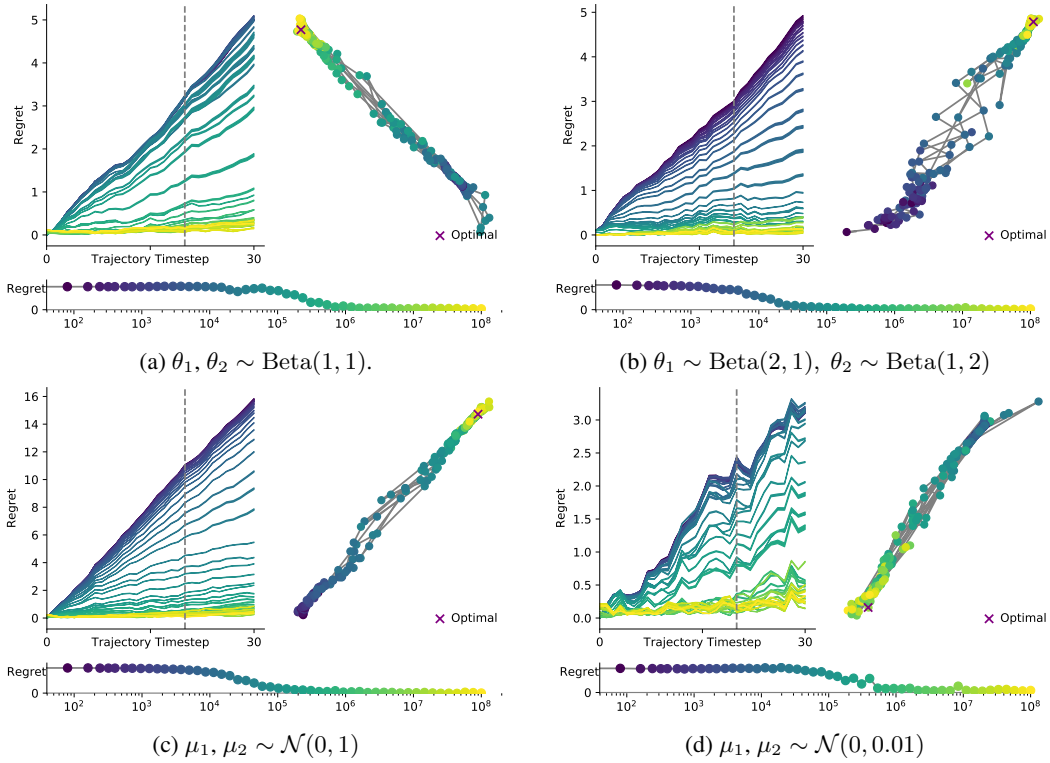 5
4
3
2
1
0
Regret
0
Trajectory Timestep
30
Optimal
Regret
0
10² 10³ 10⁴ 10⁵ 10⁶ 10⁷ 10⁸
(a) θ₁, θ₂ ∼ Beta(1, 1).
5
4
3
2
1
0
Regret
0
Trajectory Timestep
30
Optimal
Regret
0
10² 10³ 10⁴ 10⁵ 10⁶ 10⁷ 10⁸
(b) θ₁ ∼ Beta(2, 1), θ₂ ∼ Beta(1, 2)
16
14
12
10
8
6
4
2
0
Regret
0
Trajectory Timestep
30
Optimal
Regret
0
10² 10³ 10⁴ 10⁵ 10⁶ 10⁷ 10⁸
(c) μ₁, μ₂ ∼ 𝒩(0, 1)
3.0
2.5
2.0
1.5
1.0
0.5
0.0
Regret
0
Trajectory Timestep
30
Optimal
Regret
0
10² 10³ 10⁴ 10⁵ 10⁶ 10⁷ 10⁸
(d) μ₁, μ₂ ∼ 𝒩(0, 0.01)